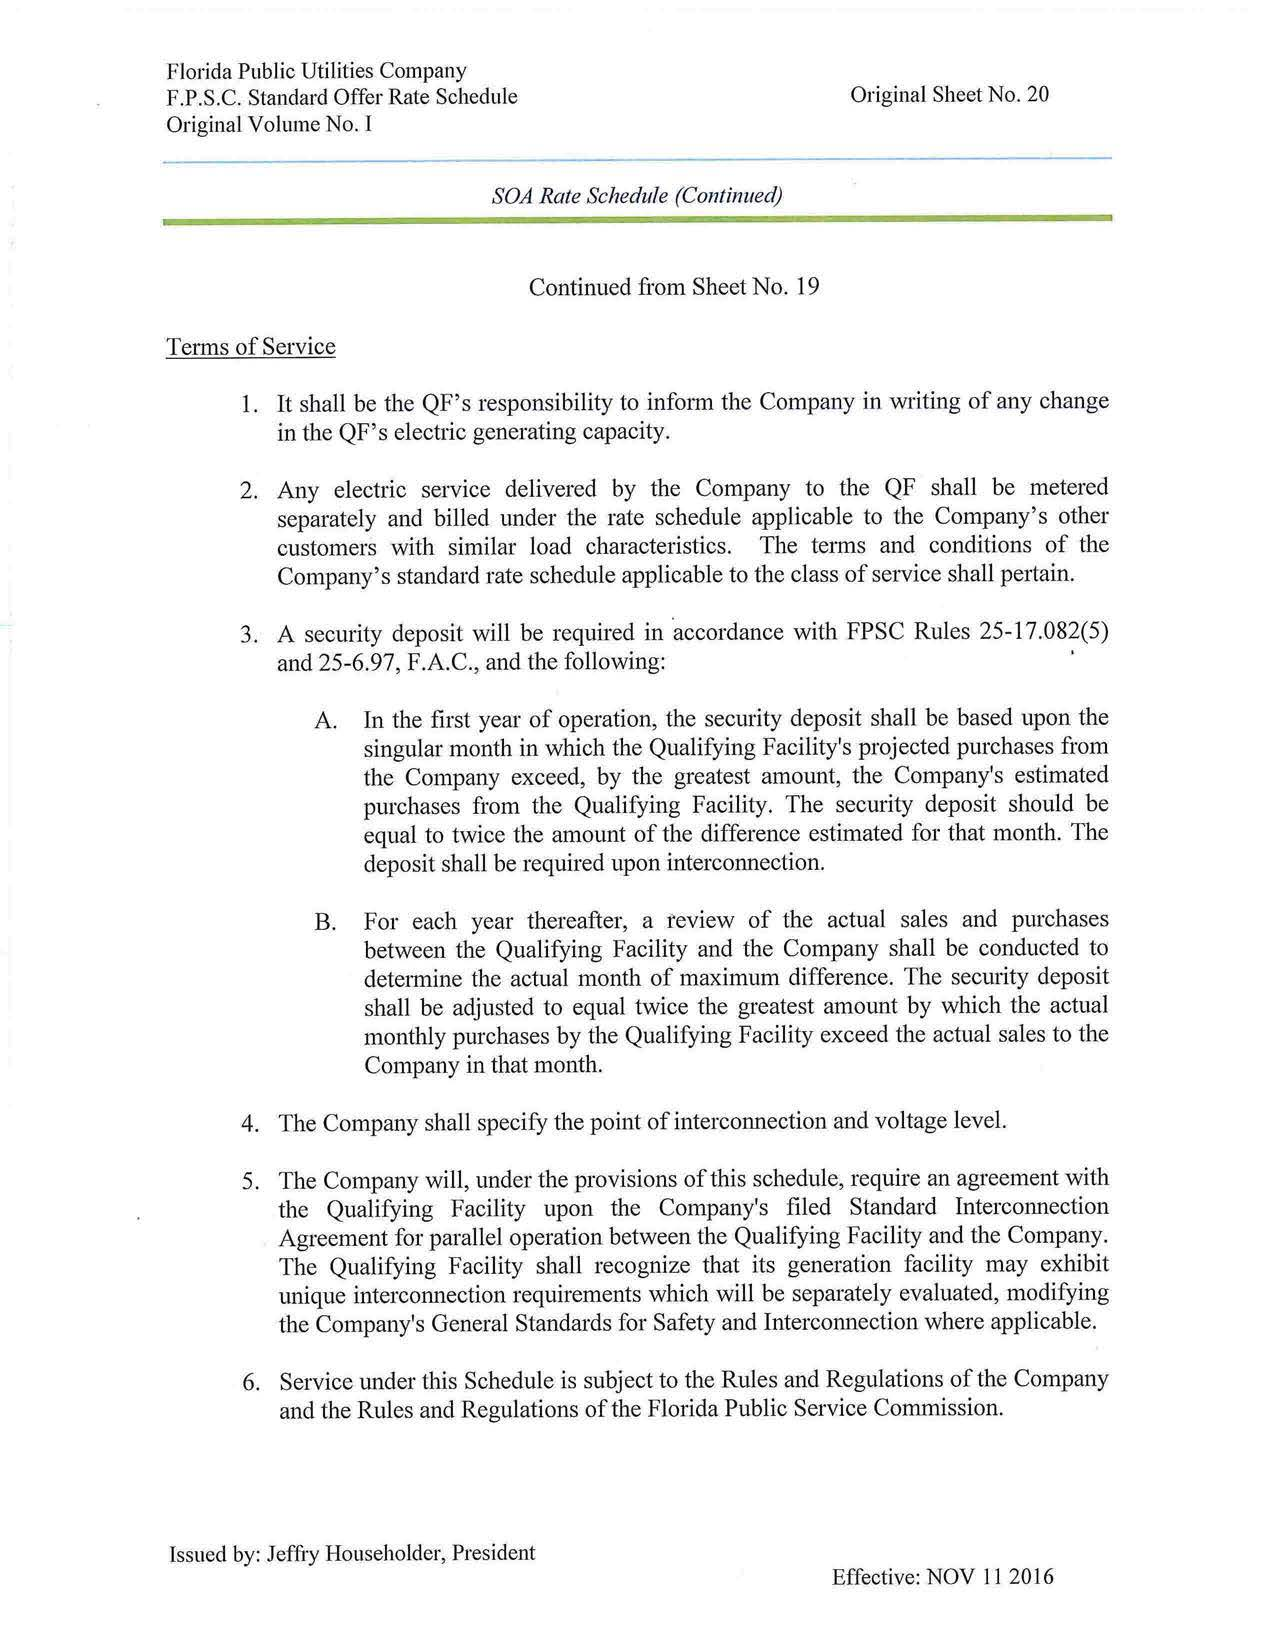 Florida Public Utilities Company
F.P.S.C. Standard Offer Rate Schedule
Original Sheet No. 20
Original Volume No. I
SOA Rate Schedule (Continued)
Continued from Sheet No. 19
Terms of Service
1. It shall be the QF's responsibility to inform the Company in writing of any change
in the QF's electric generating capacity.
2. Any electric service delivered by the Company to the QF shall be metered
separately and billed under the rate schedule applicable to the Company's other
customers with similar load characteristics. The terms and conditions of the
Company's standard rate schedule applicable to the class of service shall pertain.
3. A security deposit will be required in accordance with FPSC Rules 25-17.082(5)
and 25-6.97, F.A.C., and the following:
A. In the first year of operation, the security deposit shall be based upon the
singular month in which the Qualifying Facility's projected purchases from
the Company exceed, by the greatest amount, the Company's estimated
purchases from the Qualifying Facility. The security deposit should be
equal to twice the amount of the difference estimated for that month. The
deposit shall be required upon interconnection.
B. For each year thereafter, a review of the actual sales and purchases
between the Qualifying Facility and the Company shall be conducted to
determine the actual month of maximum difference. The security deposit
shall be adjusted to equal twice the greatest amount by which the actual
monthly purchases by the Qualifying Facility exceed the actual sales to the
Company in that month.
4. The Company shall specify the point of interconnection and voltage level.
5. The Company will, under the provisions of this schedule, require an agreement with
the Qualifying Facility upon the Company's filed Standard Interconnection
Agreement for parallel operation between the Qualifying Facility and the Company.
The Qualifying Facility shall recognize that its generation facility may exhibit
unique interconnection requirements which will be separately evaluated, modifying
the Company's General Standards for Safety and Interconnection where applicable.
6. Service under this Schedule is subject to the Rules and Regulations of the Company
and the Rules and Regulations of the Florida Public Service Commission.
Issued by: Jeffry Householder, President
Effective: NOV 11 2016